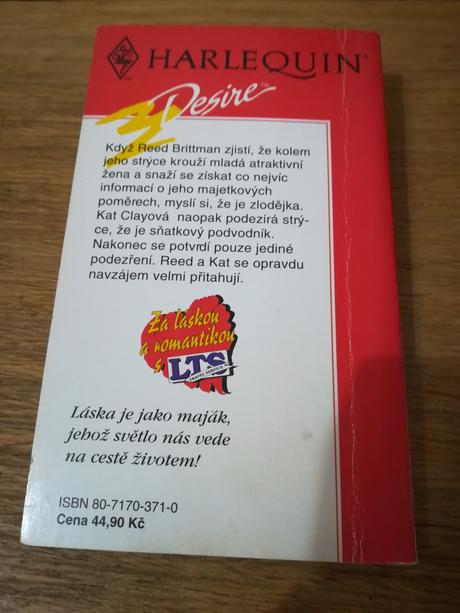 HARLEQUIN®
Desire™
Když Reed Brittman zjistí, že kolem
jeho strýce krouží mladá atraktivní
žena a snaží se získat co nejvíc
informací o jeho majetkových
poměrech, myslí si, že je zlodějka.
Kat Clayová naopak podezírá strý-
ce, že je sňatkový podvodník.
Nakonec se potvrdí pouze jediné
podezření. Reed a Kat se opravdu
navzájem velmi přitahují.
Za láskou
a romantikou
s LTS
Láska je jako maják,
jehož světlo nás vede
na cestě životem!
ISBN 80-7170-371-0
Cena 44,90 Kč